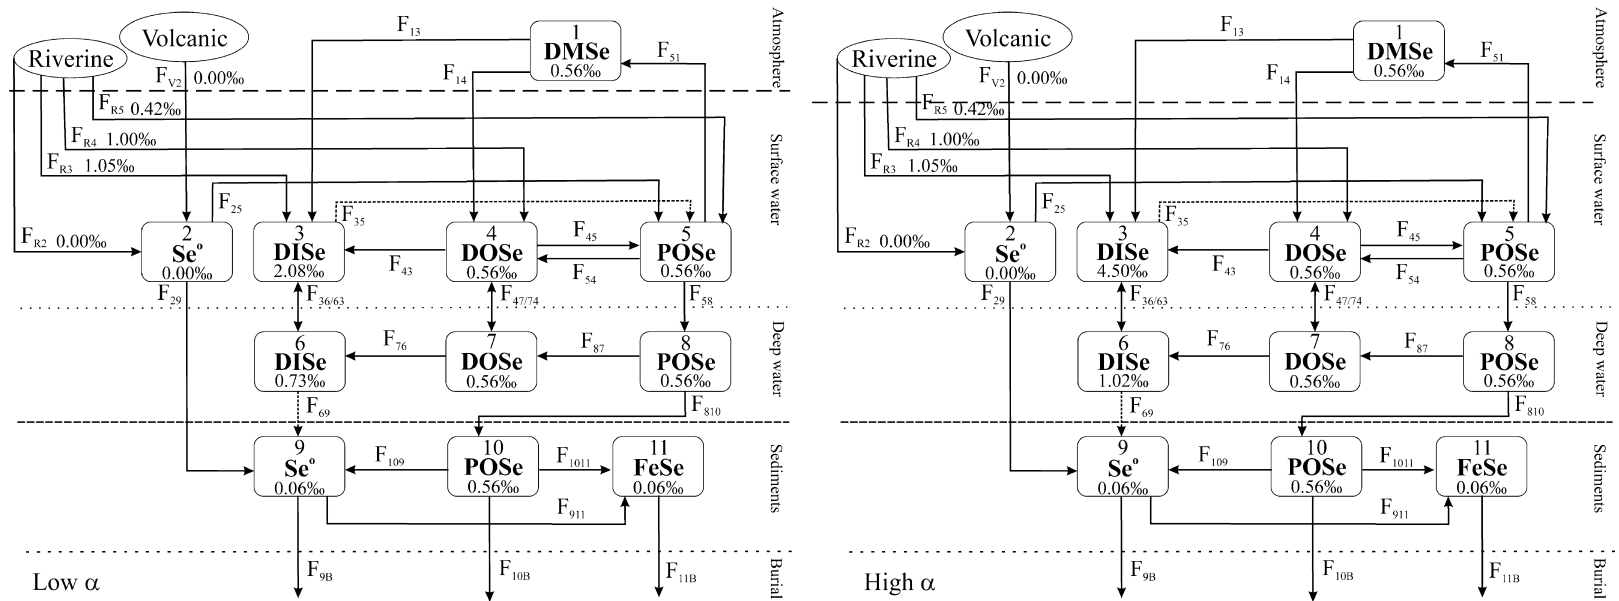 Volcanic
Riverine
F13
1
DMSe
0.56‰
F51
F14
FV2 0.00‰
Atmosphere
FR5 0.42‰
FR4 1.00‰
FR3 1.05‰
Surface water
F25
F35
FR2 0.00‰
2
Seº
0.00‰
3
DISe
2.08‰
F43
4
DOSe
0.56‰
F45
F54
5
POSe
0.56‰
F29
F36/63
F47/74
F58
6
DISe
0.73‰
F76
7
DOSe
0.56‰
F87
8
POSe
0.56‰
Deep water
F69
F810
9
Seº
0.06‰
F109
10
POSe
0.56‰
F1011
11
FeSe
0.06‰
Sediments
F911
Low α
F9B
F10B
F11B
Burial
Volcanic
Riverine
F13
1
DMSe
0.56‰
F51
F14
FV2 0.00‰
Atmosphere
FR5 0.42‰
FR4 1.00‰
FR3 1.05‰
Surface water
F25
F35
FR2 0.00‰
2
Seº
0.00‰
3
DISe
4.50‰
F43
4
DOSe
0.56‰
F45
F54
5
POSe
0.56‰
F29
F36/63
F47/74
F58
6
DISe
1.02‰
F76
7
DOSe
0.56‰
F87
8
POSe
0.56‰
Deep water
F69
F810
9
Seº
0.06‰
F109
10
POSe
0.56‰
F1011
11
FeSe
0.06‰
Sediments
F911
High α
F9B
F10B
F11B
Burial